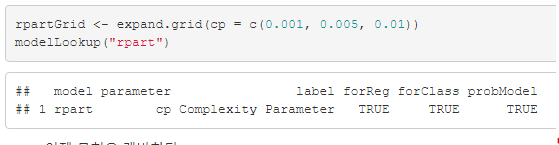 rpartGrid <- expand.grid(cp = c(0.001, 0.005, 0.01))
modelLookup("rpart")
##   model parameter                label forReg forClass probModel
## 1 rpart        cp Complexity Parameter   TRUE     TRUE      TRUE